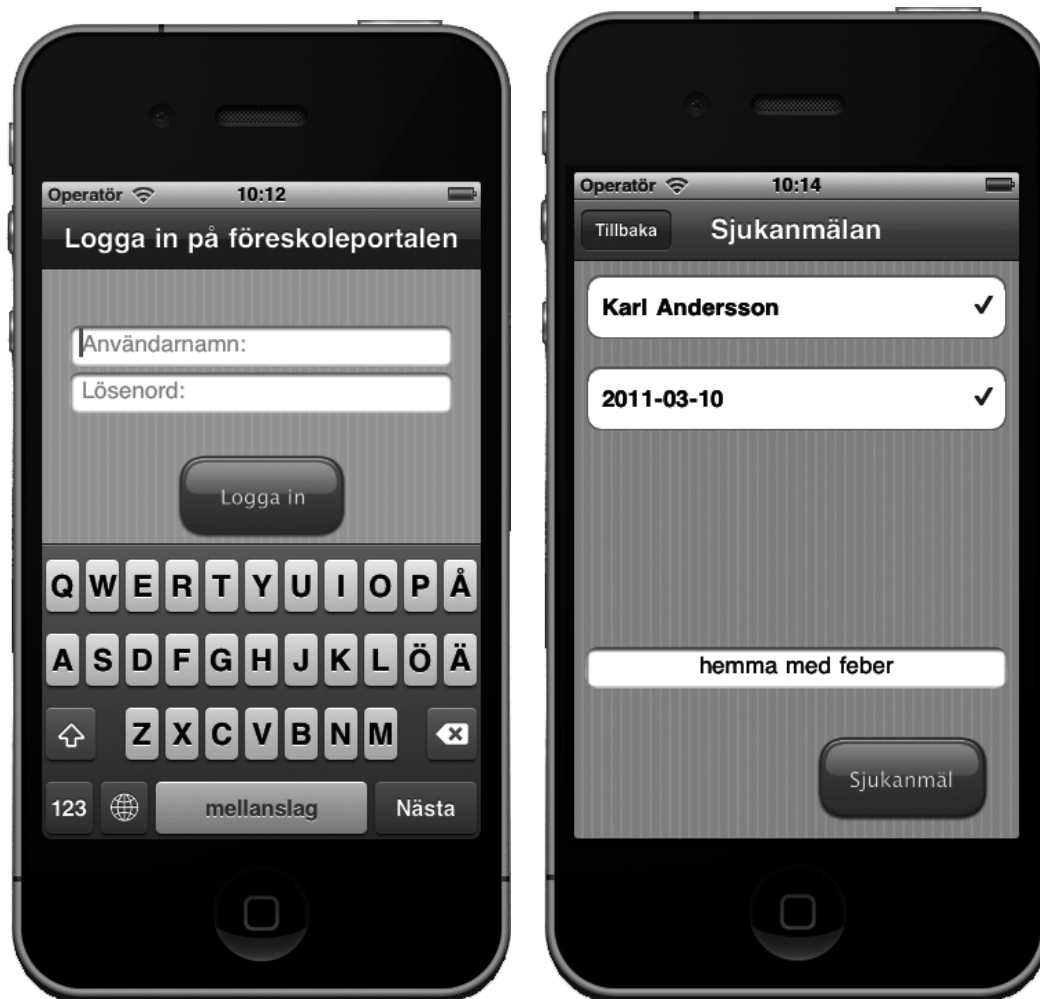 Operatör 10:12
Logga in på föreskoleportalen
Användarnamn:
Lösenord:
Logga in
Q W E R T Y U I O P Å
A S D F G H J K L Ö Ä
Z X C V B N M
123 mellanslag Nästa
Operatör 10:14
Tillbaka Sjukanmälan
Karl Andersson
2011-03-10
hemma med feber
Sjukanmäl